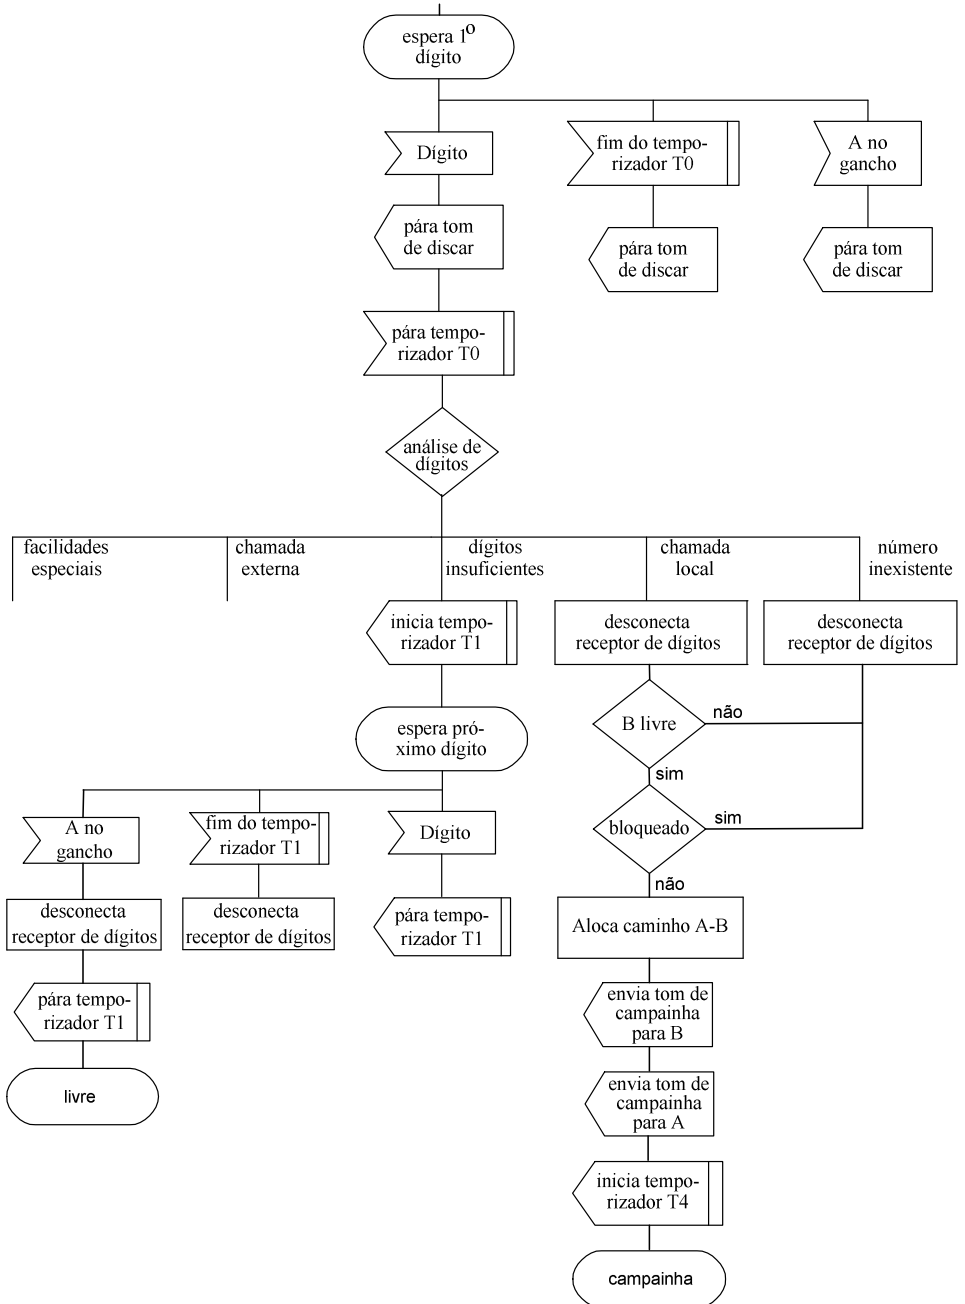 espera 1º
dígito
Dígito
fim do tempo-
rizador T0
A no
gancho
pára tom
de discar
pára tom
de discar
pára tom
de discar
pára tempo-
rizador T0
análise de
dígitos
facilidades
especiais
chamada
externa
dígitos
insuficientes
chamada
local
número
inexistente
inicia tempo-
rizador T1
desconecta
receptor de dígitos
desconecta
receptor de dígitos
B livre
não
espera pró-
ximo dígito
sim
A no
gancho
fim do tempo-
rizador T1
Dígito
bloqueado
sim
não
desconecta
receptor de dígitos
desconecta
receptor de dígitos
pára tempo-
rizador T1
Aloca caminho A-B
pára tempo-
rizador T1
envia tom de
campainha
para B
livre
envia tom de
campainha
para A
inicia tempo-
rizador T4
campainha